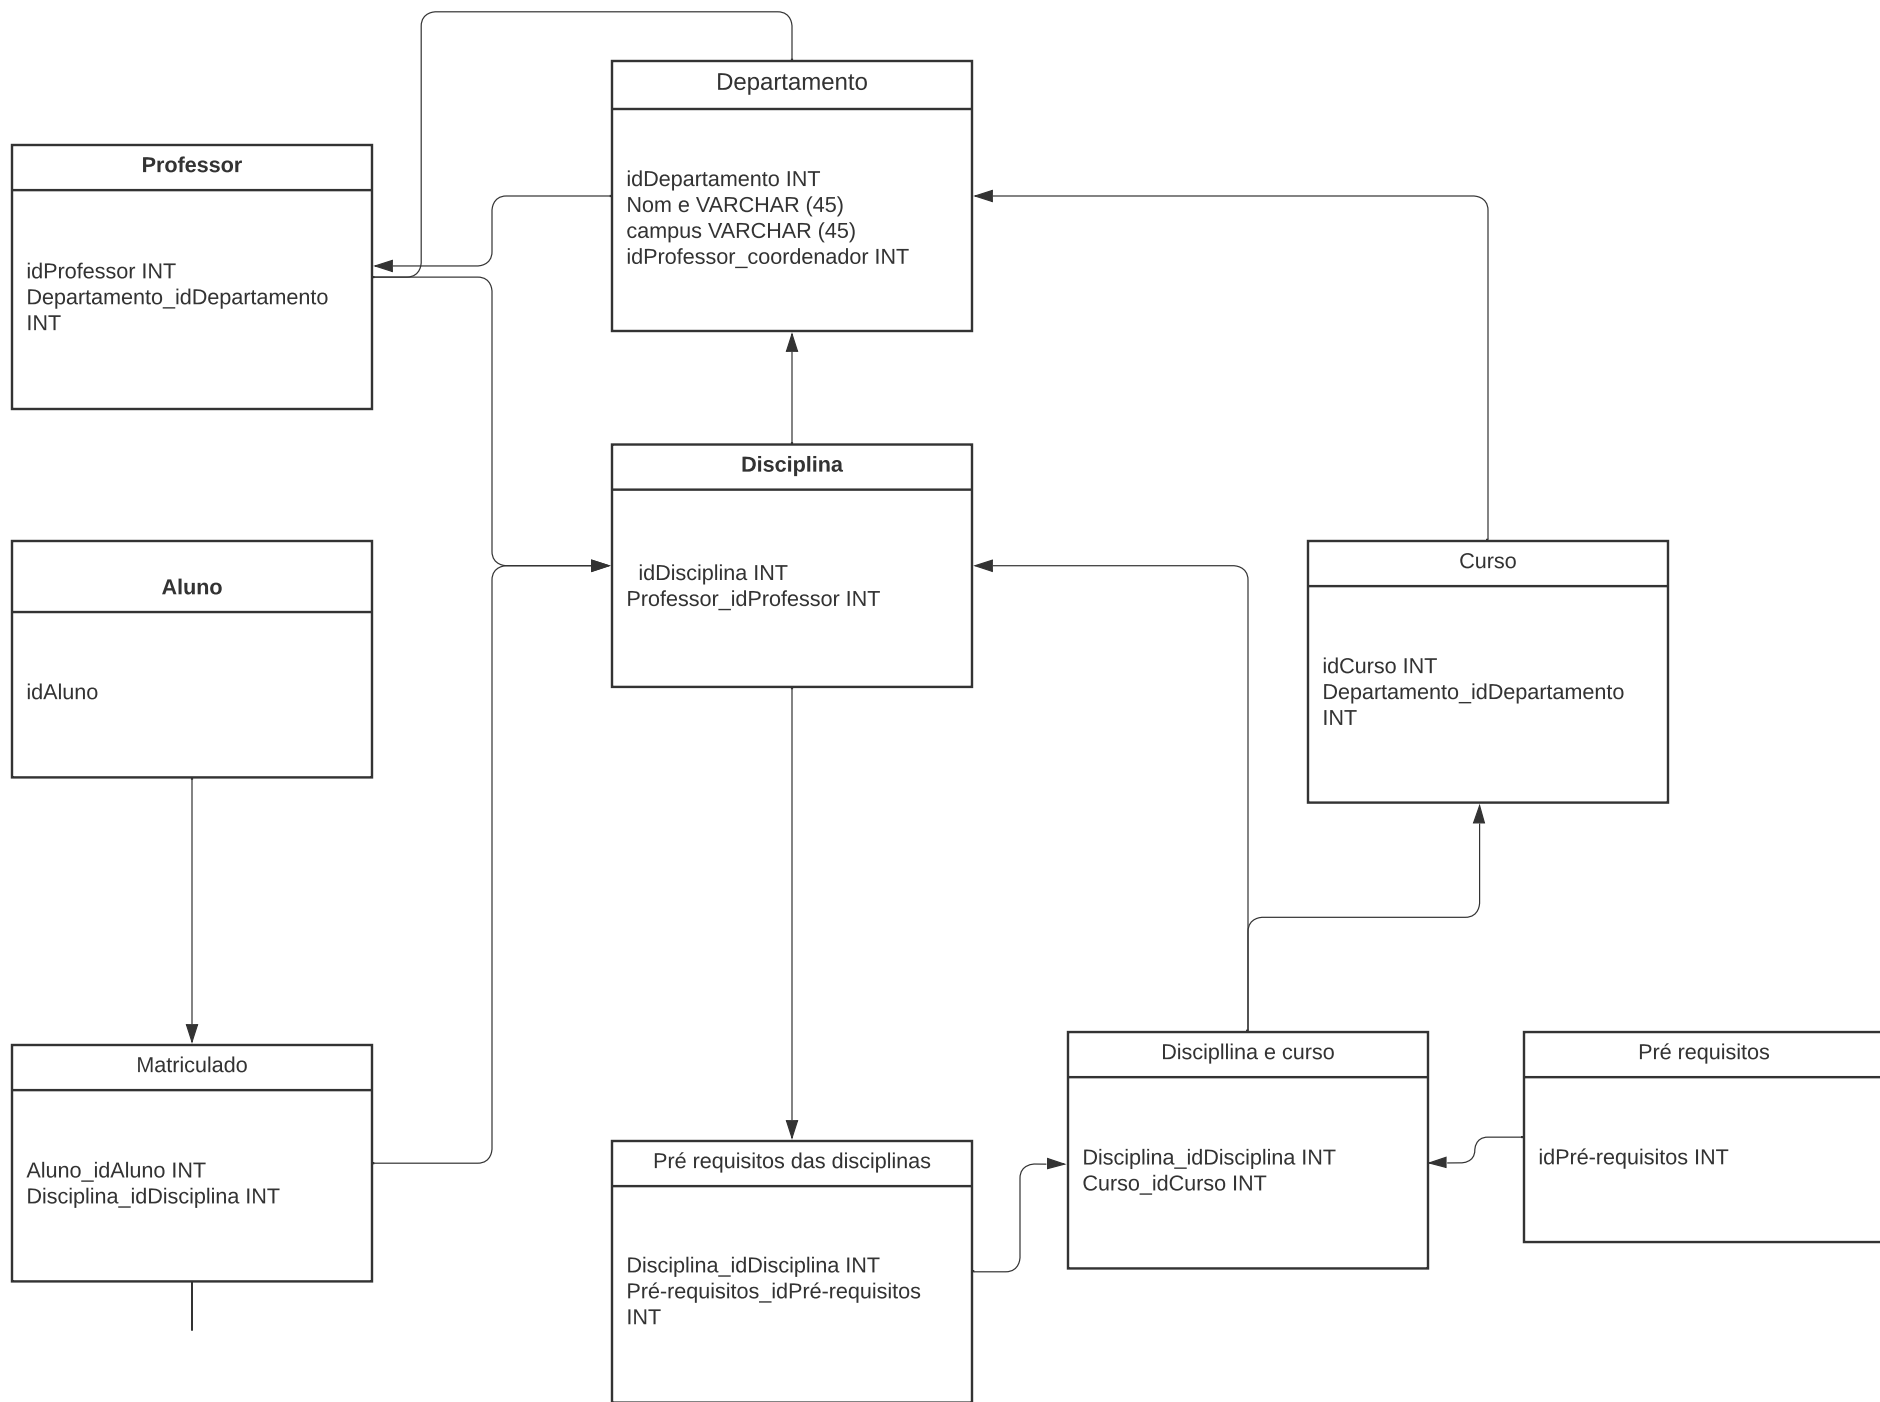 Departamento
idDepartamento INT
Nom e VARCHAR (45)
campus VARCHAR (45)
idProfessor_coordenador INT
Professor
idProfessor INT
Departamento_idDepartamento
INT
Disciplina
idDisciplina INT
Professor_idProfessor INT
Aluno
idAluno
Curso
idCurso INT
Departamento_idDepartamento
INT
Matriculado
Aluno_idAluno INT
Disciplina_idDisciplina INT
Pré requisitos das disciplinas
Disciplina_idDisciplina INT
Pré-requisitos_idPré-requisitos
INT
Discipllina e curso
Disciplina_idDisciplina INT
Curso_idCurso INT
Pré requisitos
idPré-requisitos INT